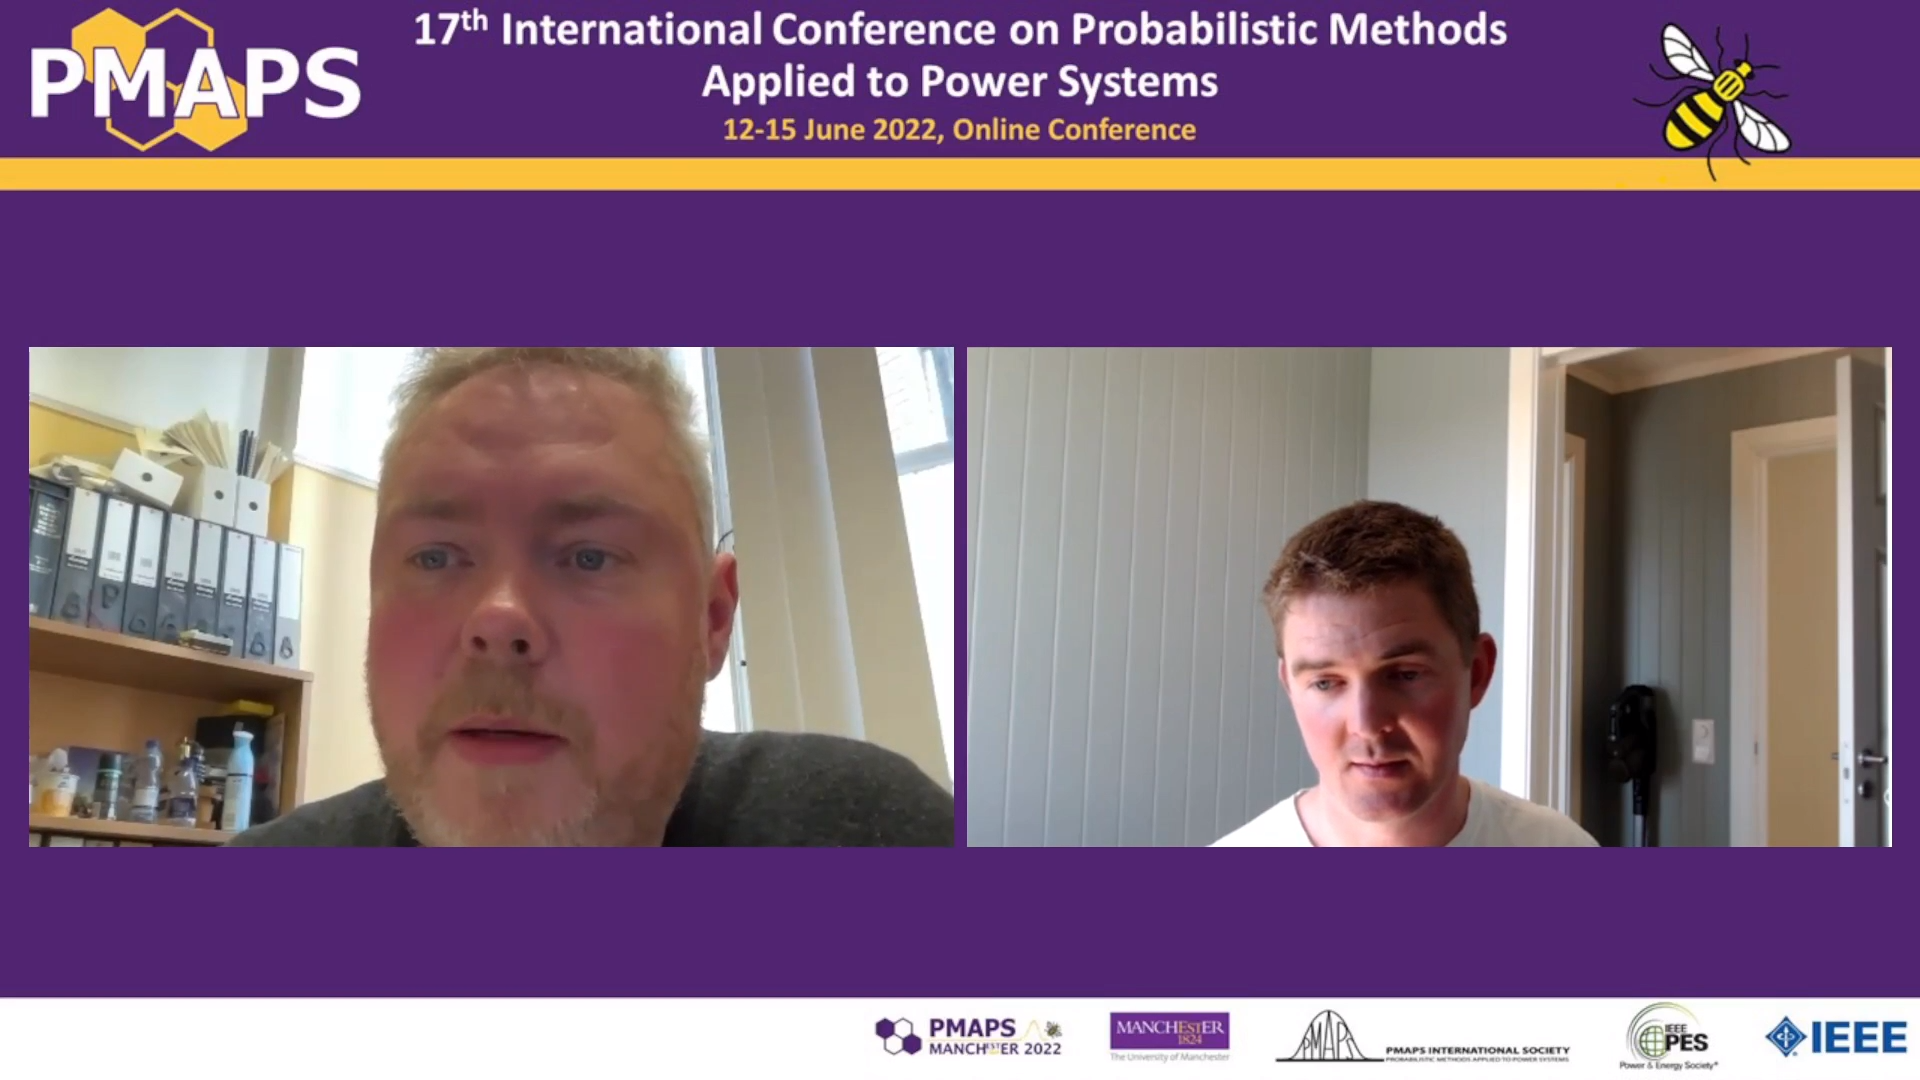 PMAPS
17th International Conference on Probabilistic Methods
Applied to Power Systems
12-15 June 2022, Online Conference
PMAPS
MANCHESTER 2022
MANCHESTER
1824
The University of Manchester
PMAPS
PMAPS INTERNATIONAL SOCIETY
PROBABILISTIC METHODS APPLIED TO POWER SYSTEMS
IEEE
PES
Power & Energy Society®
IEEE